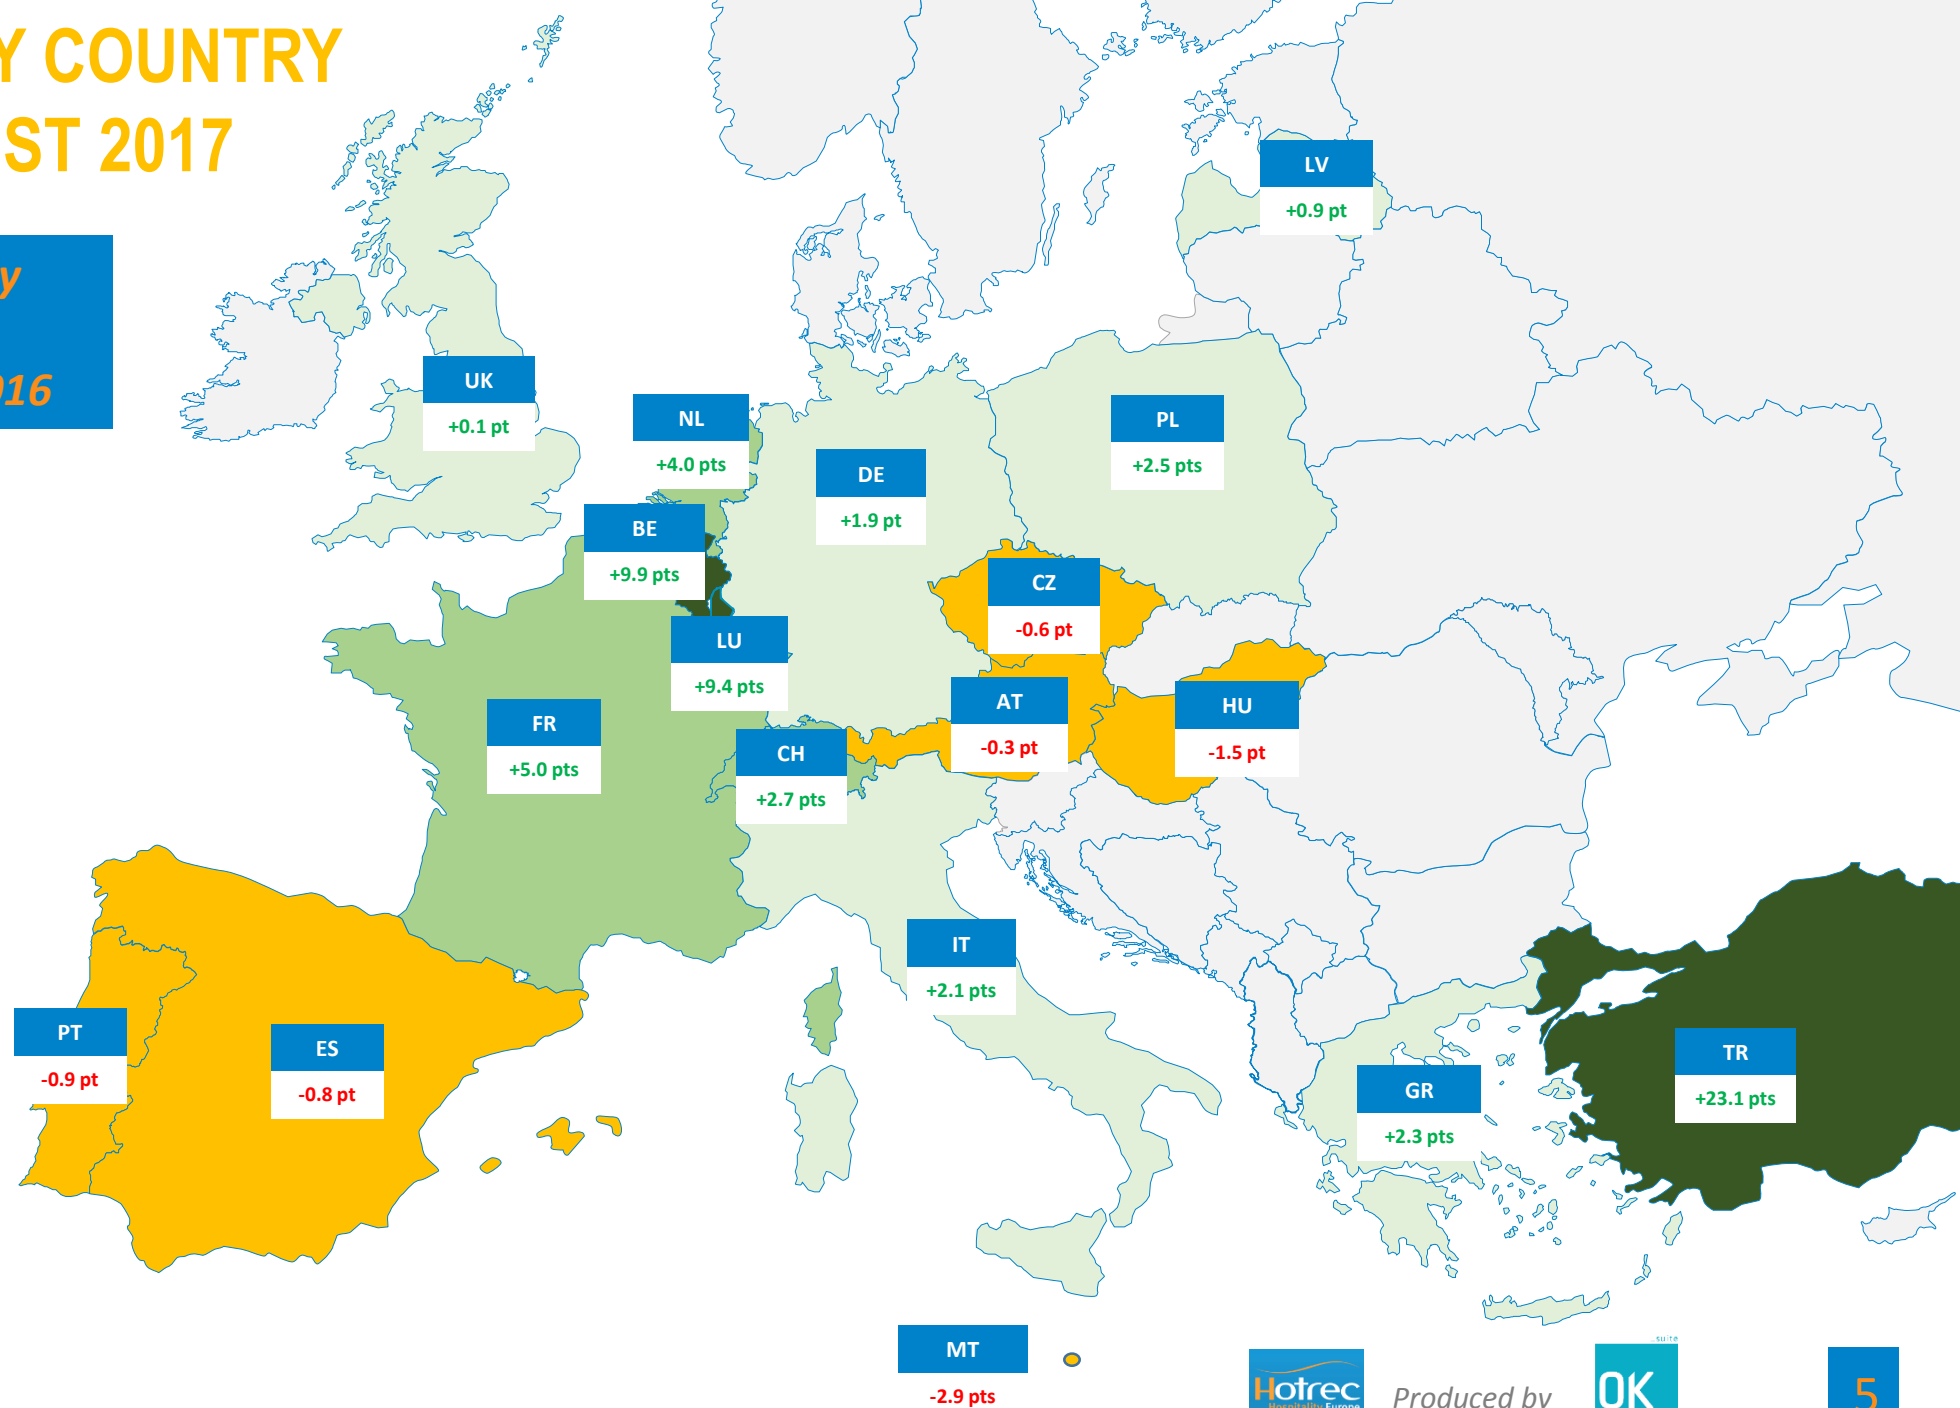 Y COUNTRY
ST 2017
y
016
LV
+0.9 pt
UK
+0.1 pt
NL
+4.0 pts
PL
+2.5 pts
DE
+1.9 pt
BE
+9.9 pts
CZ
-0.6 pt
LU
+9.4 pts
AT
-0.3 pt
HU
-1.5 pt
FR
+5.0 pts
CH
+2.7 pts
IT
+2.1 pts
PT
-0.9 pt
ES
-0.8 pt
TR
+23.1 pts
GR
+2.3 pts
MT
-2.9 pts
Hotrec
Hospitality Europe
Produced by
suite
OK
5